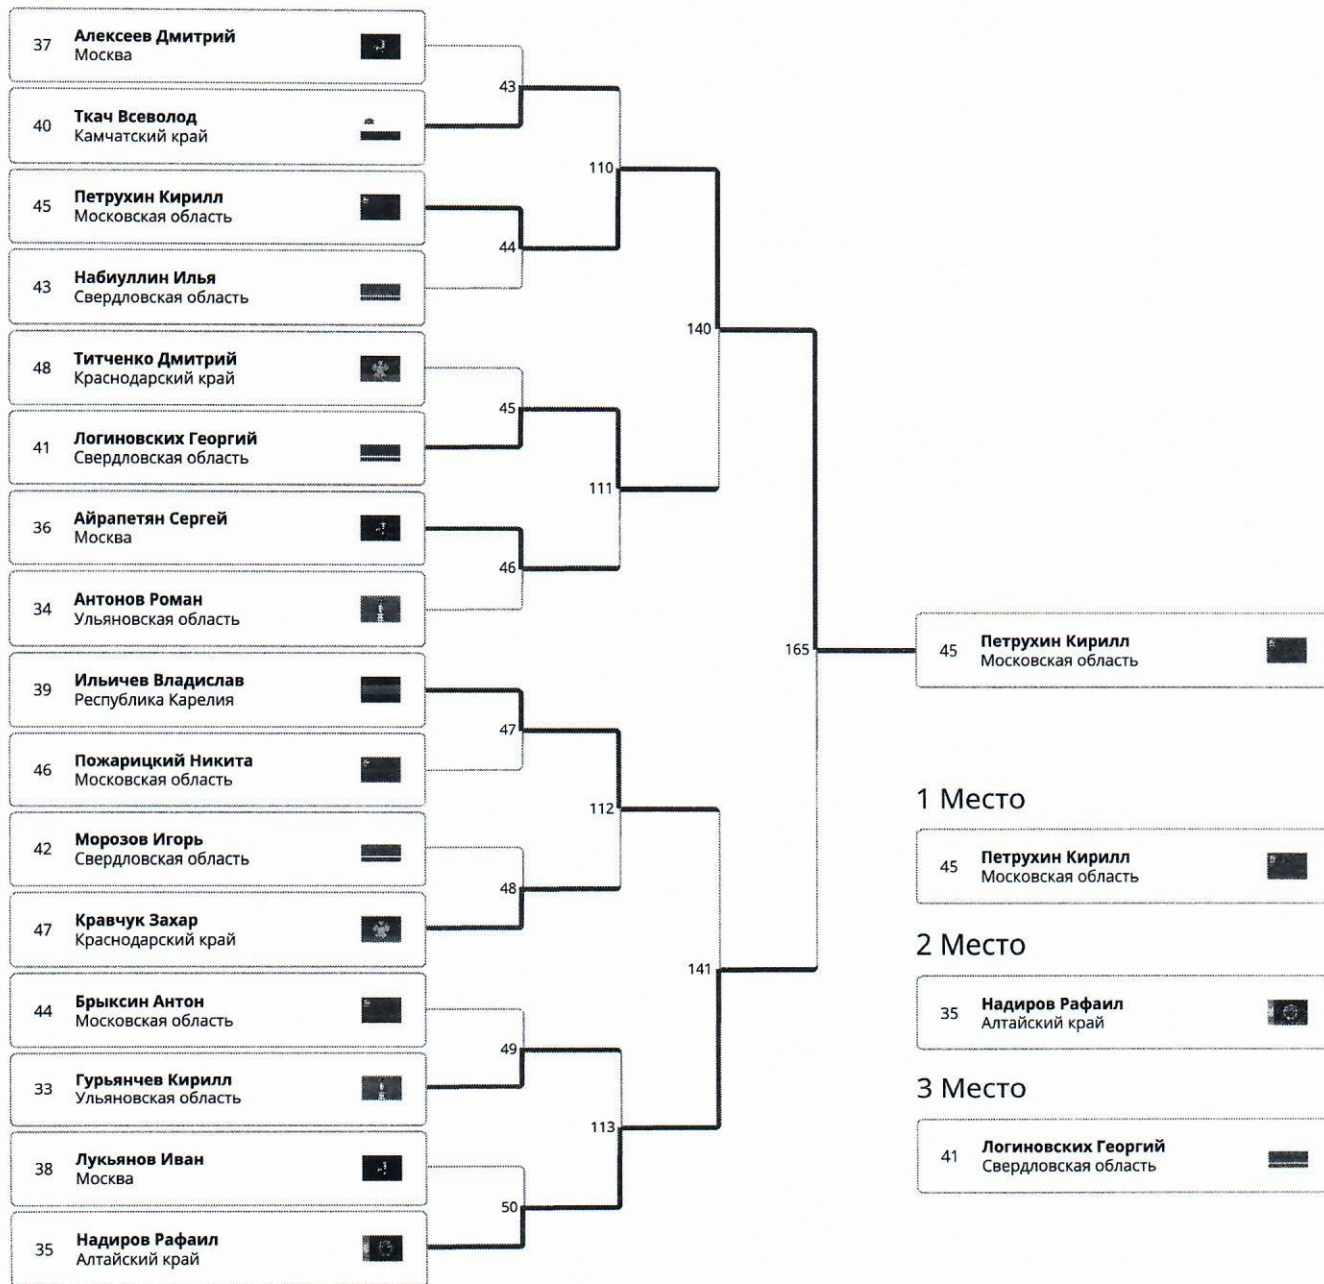 37 Алексеев Дмитрий
Москва
43
40 Ткач Всеволод
Камчатский край
110
45 Петрухин Кирилл
Московская область
44
43 Набиуллин Илья
Свердловская область
140
48 Титченко Дмитрий
Краснодарский край
45
41 Логиновских Георгий
Свердловская область
111
36 Айрапетян Сергей
Москва
46
34 Антонов Роман
Ульяновская область
165
45 Петрухин Кирилл
Московская область
39 Ильичев Владислав
Республика Карелия
47
46 Пожарицкий Никита
Московская область
112
42 Морозов Игорь
Свердловская область
48
47 Кравчук Захар
Краснодарский край
141
44 Брыксин Антон
Московская область
49
33 Гурьянчев Кирилл
Ульяновская область
113
38 Лукьянов Иван
Москва
50
35 Надиров Рафаил
Алтайский край
1 Место
45 Петрухин Кирилл
Московская область
2 Место
35 Надиров Рафаил
Алтайский край
3 Место
41 Логиновских Георгий
Свердловская область